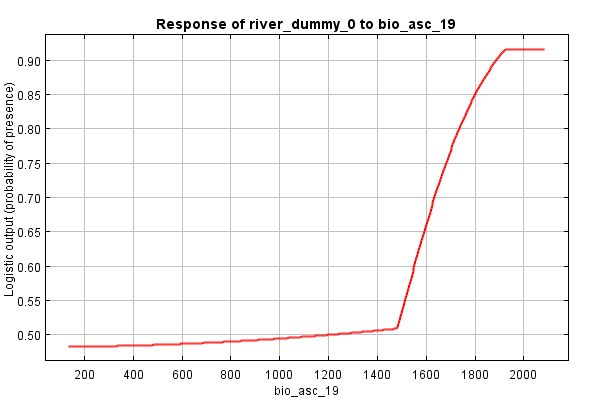 Response of river_dummy_0 to bio_asc_19
Logistic output (probability of presence)
0.90
0.85
0.80
0.75
0.70
0.65
0.60
0.55
0.50
200 400 600 800 1000 1200 1400 1600 1800 2000
bio_asc_19